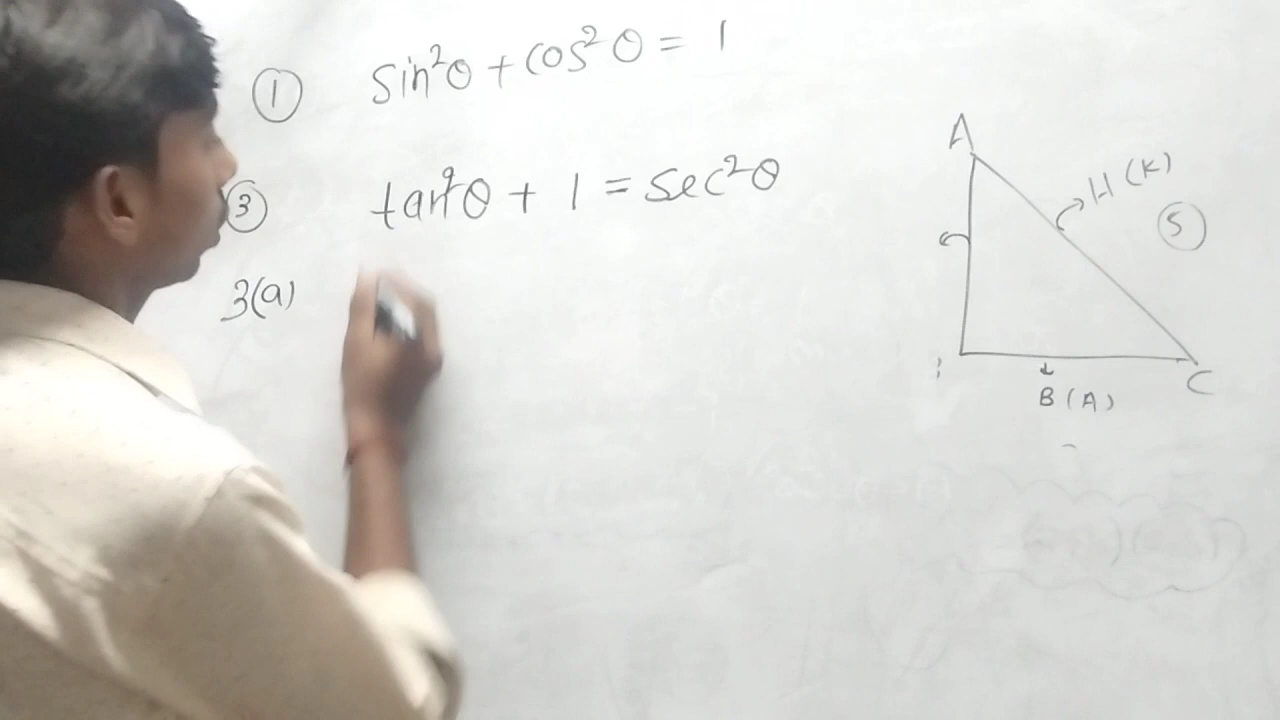 ① sin²θ + cos²θ = 1
③ tan²θ + 1 = sec²θ
3(a)
A
H (K)
5
B (A)
C